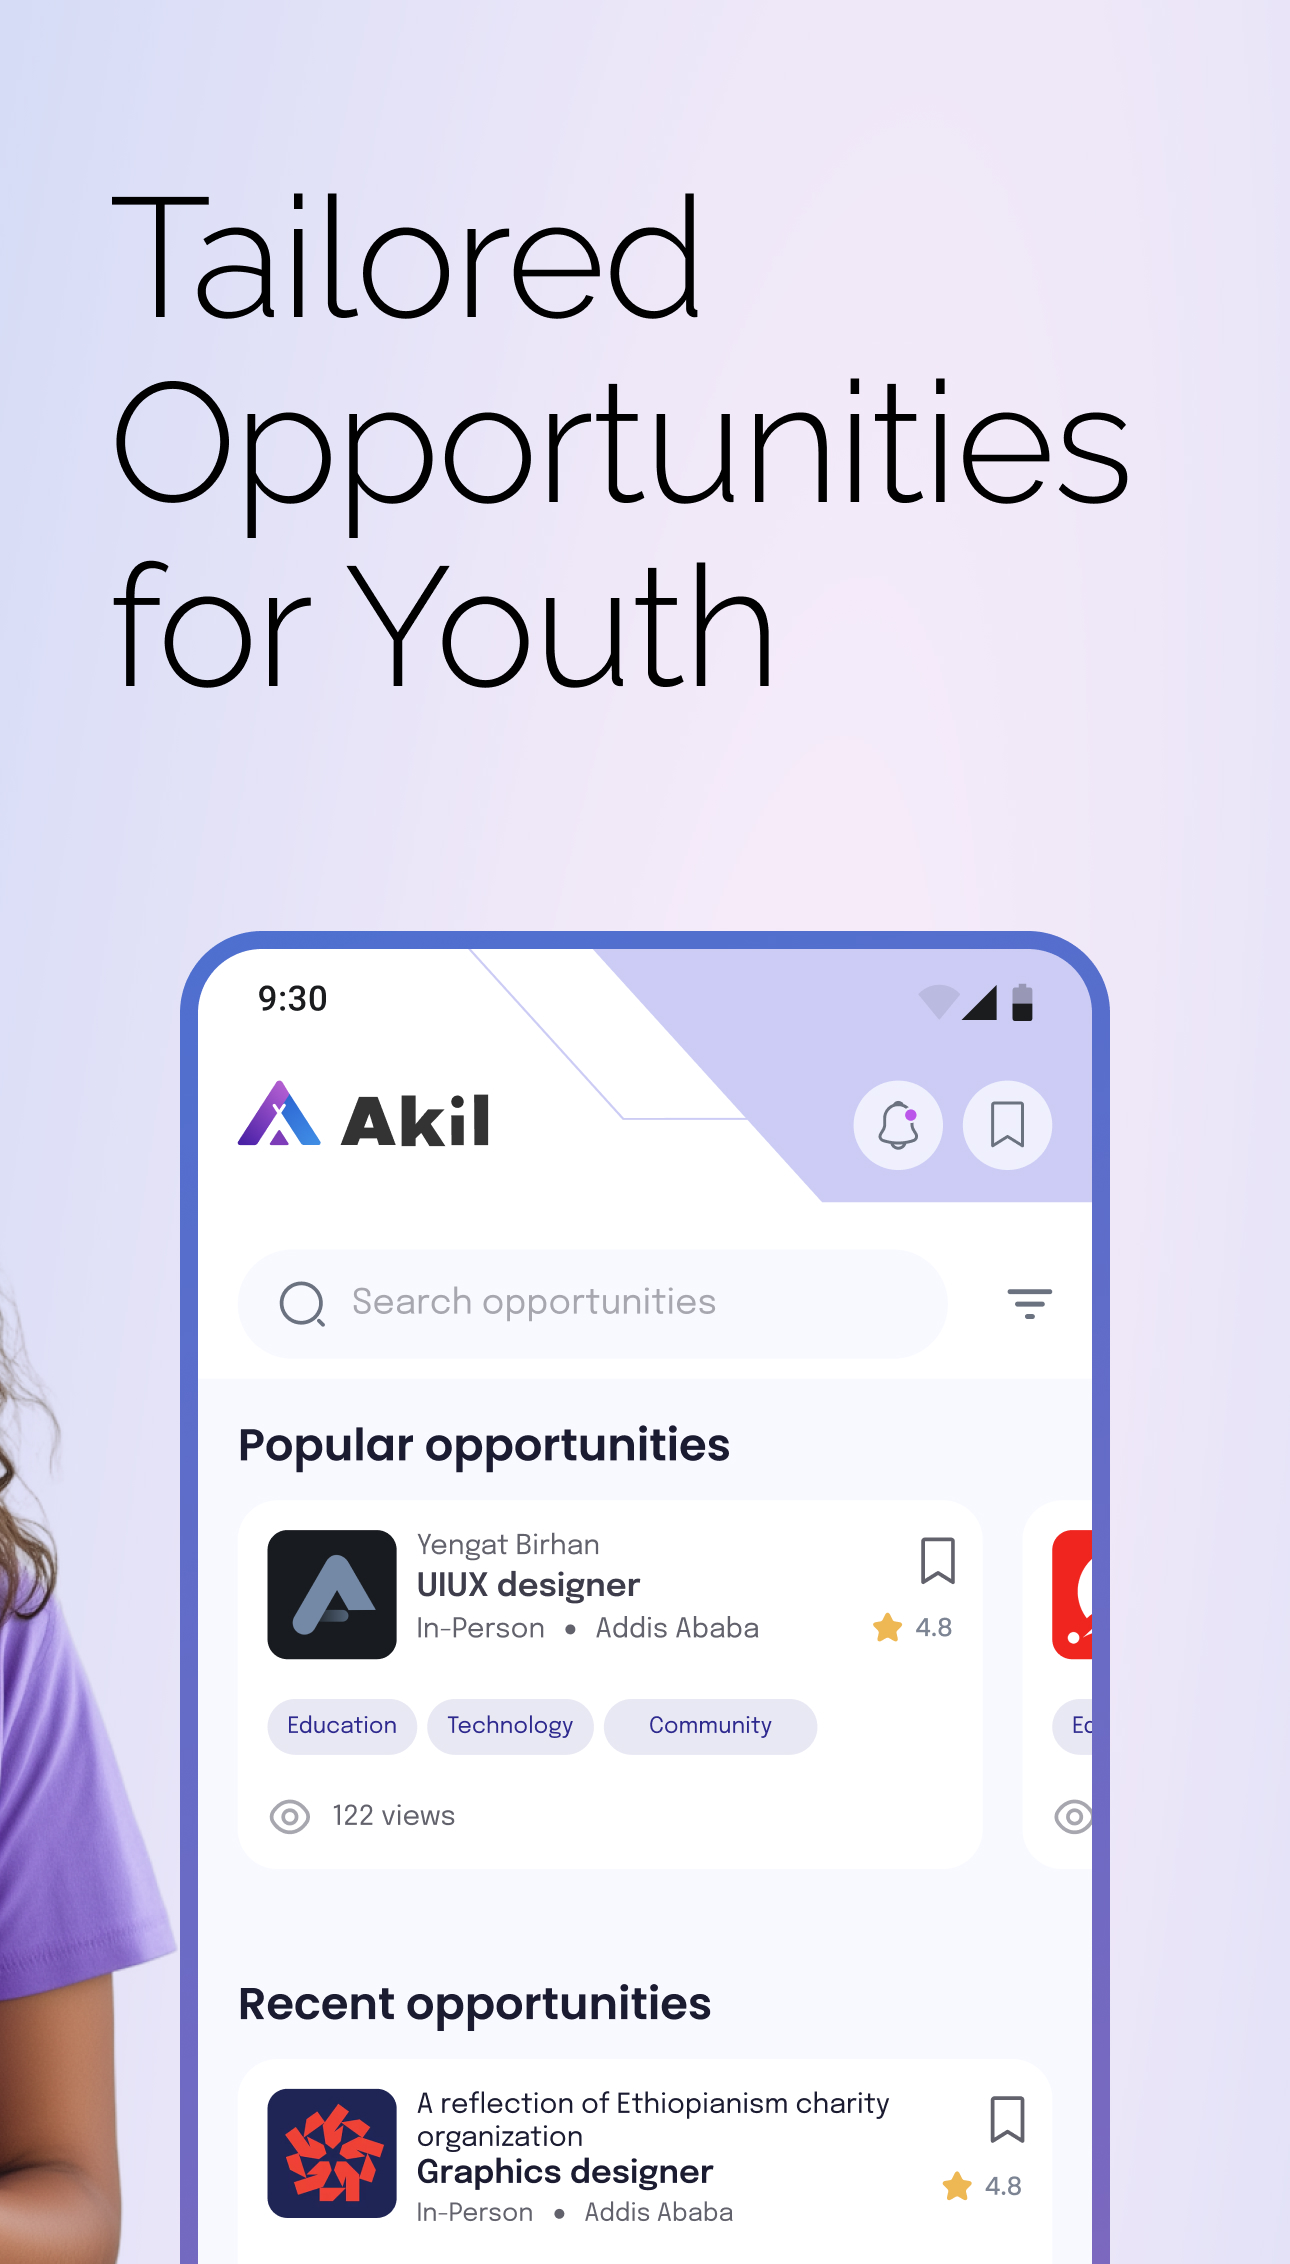 Tailored
Opportunities
for Youth
9:30
Akil
Search opportunities
Popular opportunities
Yengat Birhan
UIUX designer
In-Person • Addis Ababa
4.8
Education Technology Community
122 views
Recent opportunities
A reflection of Ethiopianism charity
organization
Graphics designer
4.8
In-Person • Addis Ababa